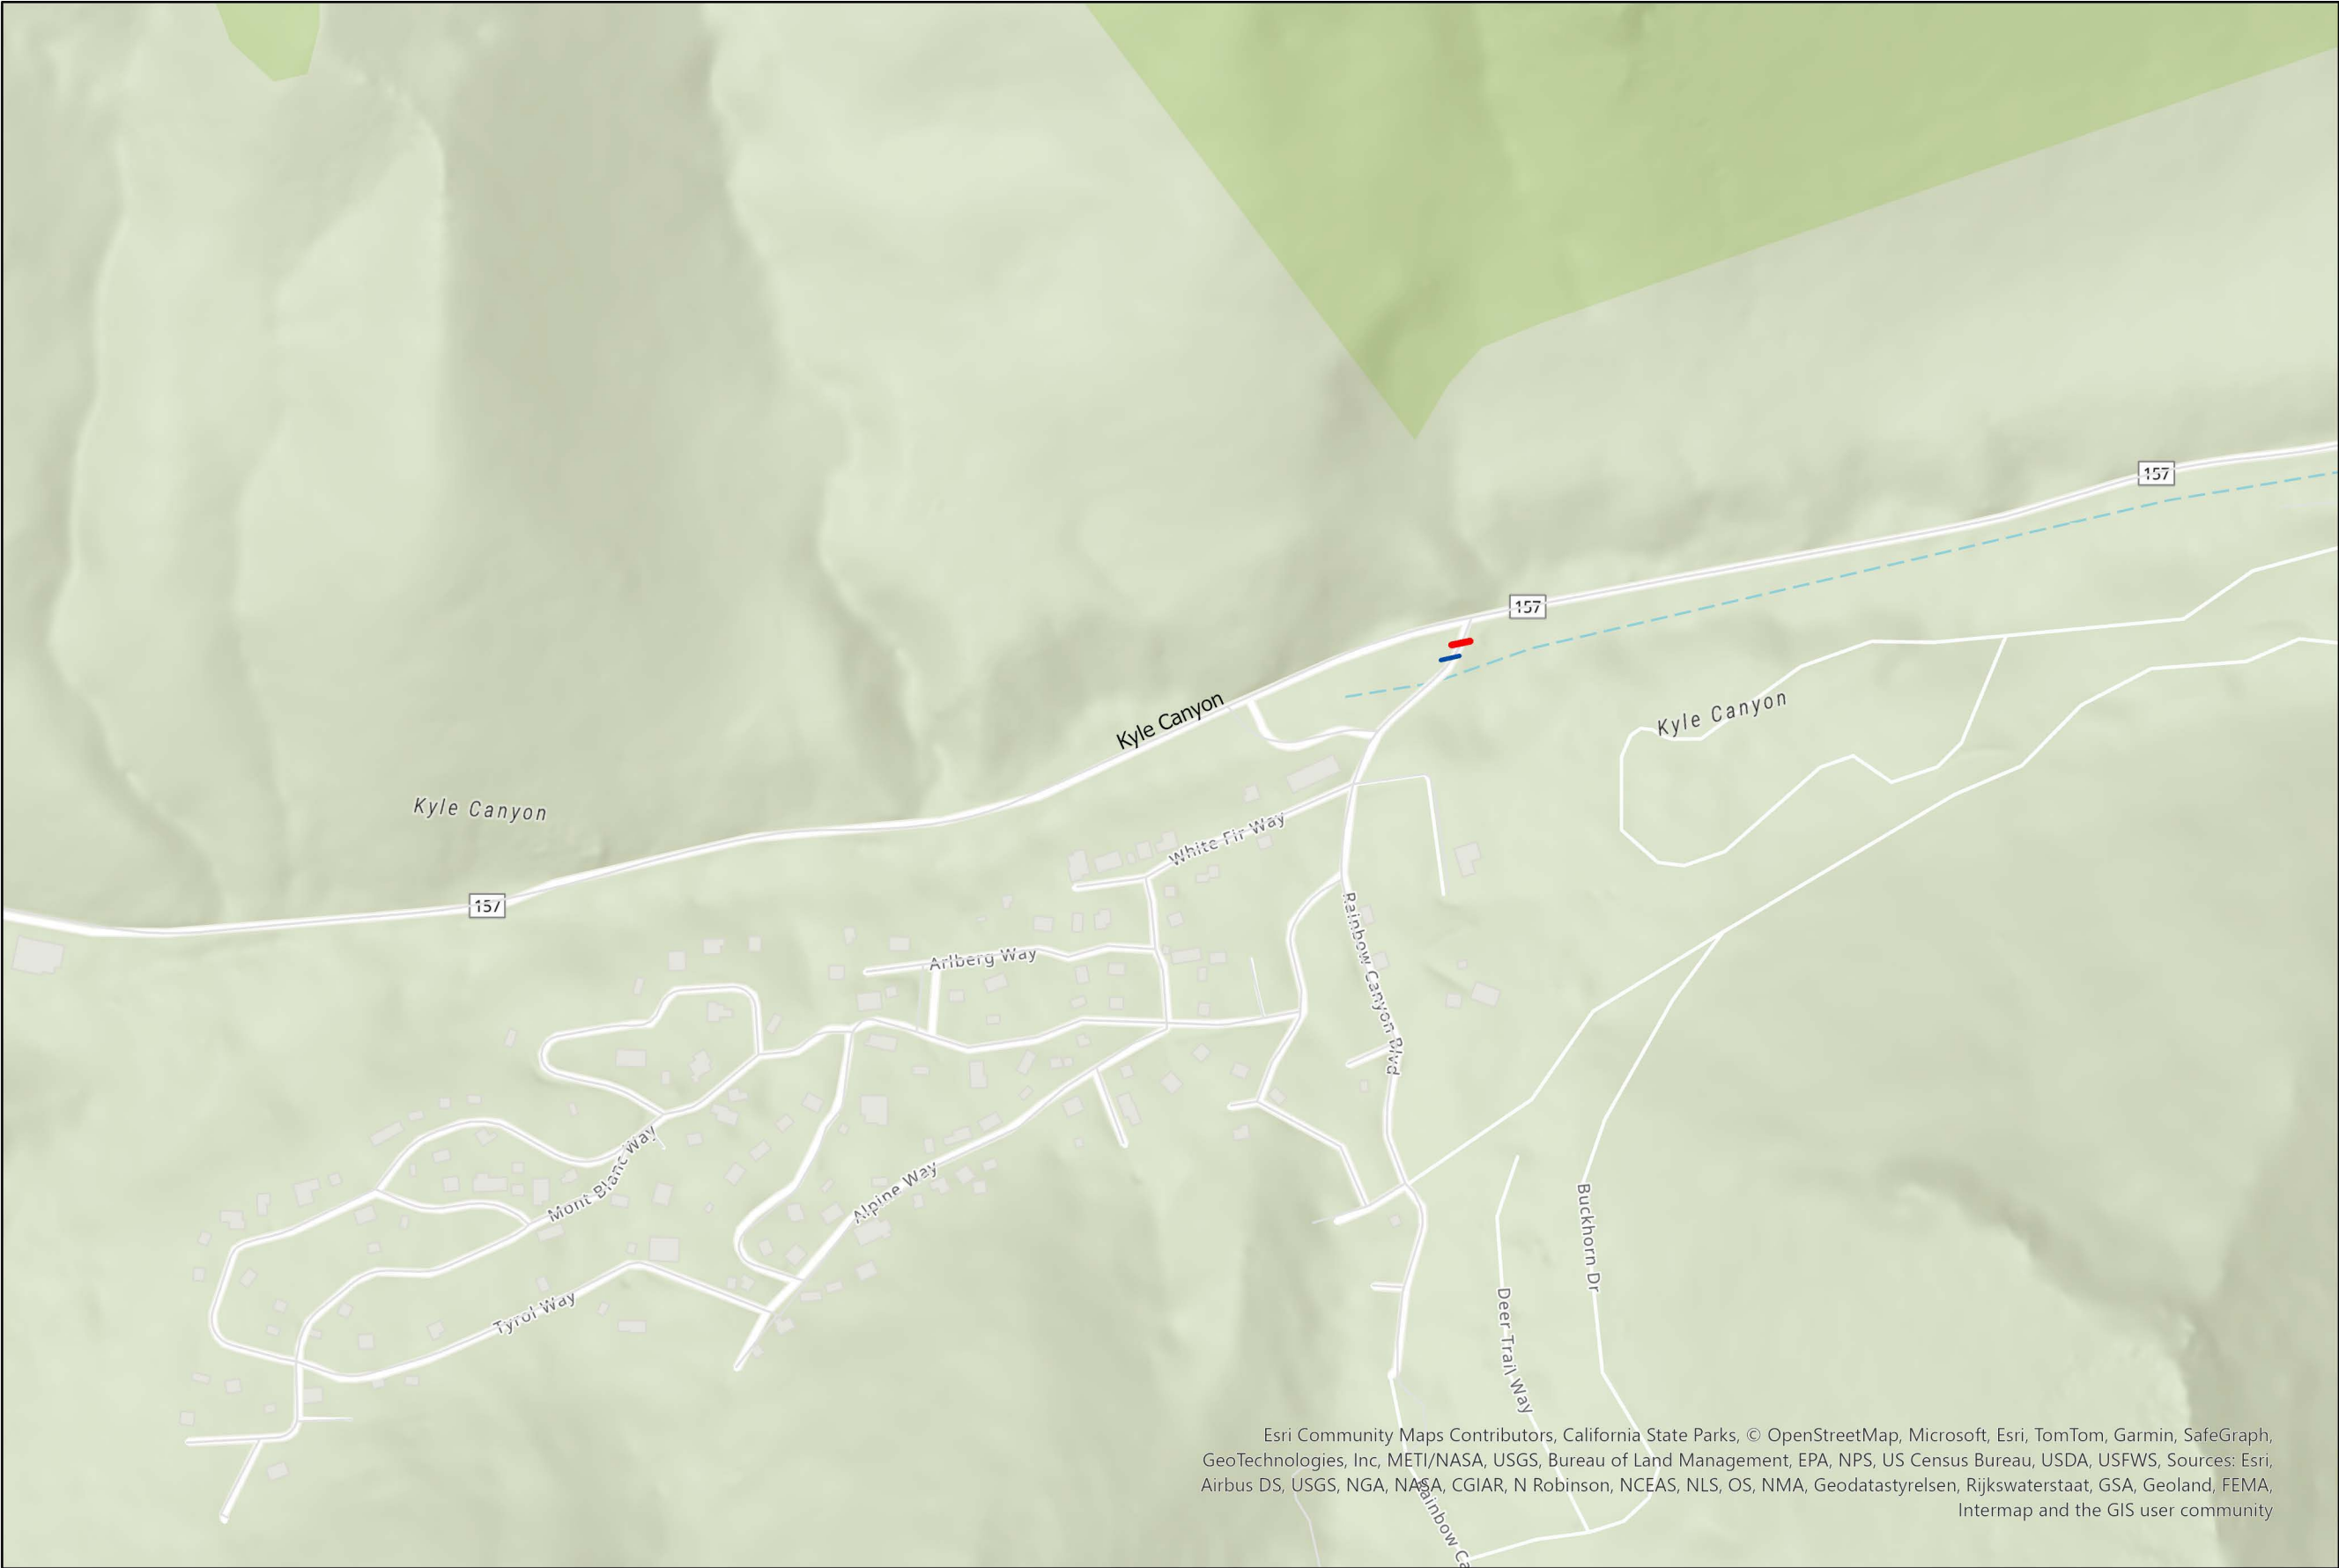 157
157
Kyle Canyon
Kyle Canyon
Kyle Canyon
White Fir Way
157
Rainbow Canyon Blvd
Arlberg Way
Mont Blanc Way
Alpine Way
Buckhorn Dr
Tyrol Way
Deer Trail Way
Esri Community Maps Contributors, California State Parks, © OpenStreetMap, Microsoft, Esri, TomTom, Garmin, SafeGraph,
GeoTechnologies, Inc, METI/NASA, USGS, Bureau of Land Management, EPA, NPS, US Census Bureau, USDA, USFWS, Sources: Esri,
Airbus DS, USGS, NGA, NASA, CGIAR, N Robinson, NCEAS, NLS, OS, NMA, Geodatastyrelsen, Rijkswaterstaat, GSA, Geoland, FEMA,
Intermap and the GIS user community
Rainbow Ca